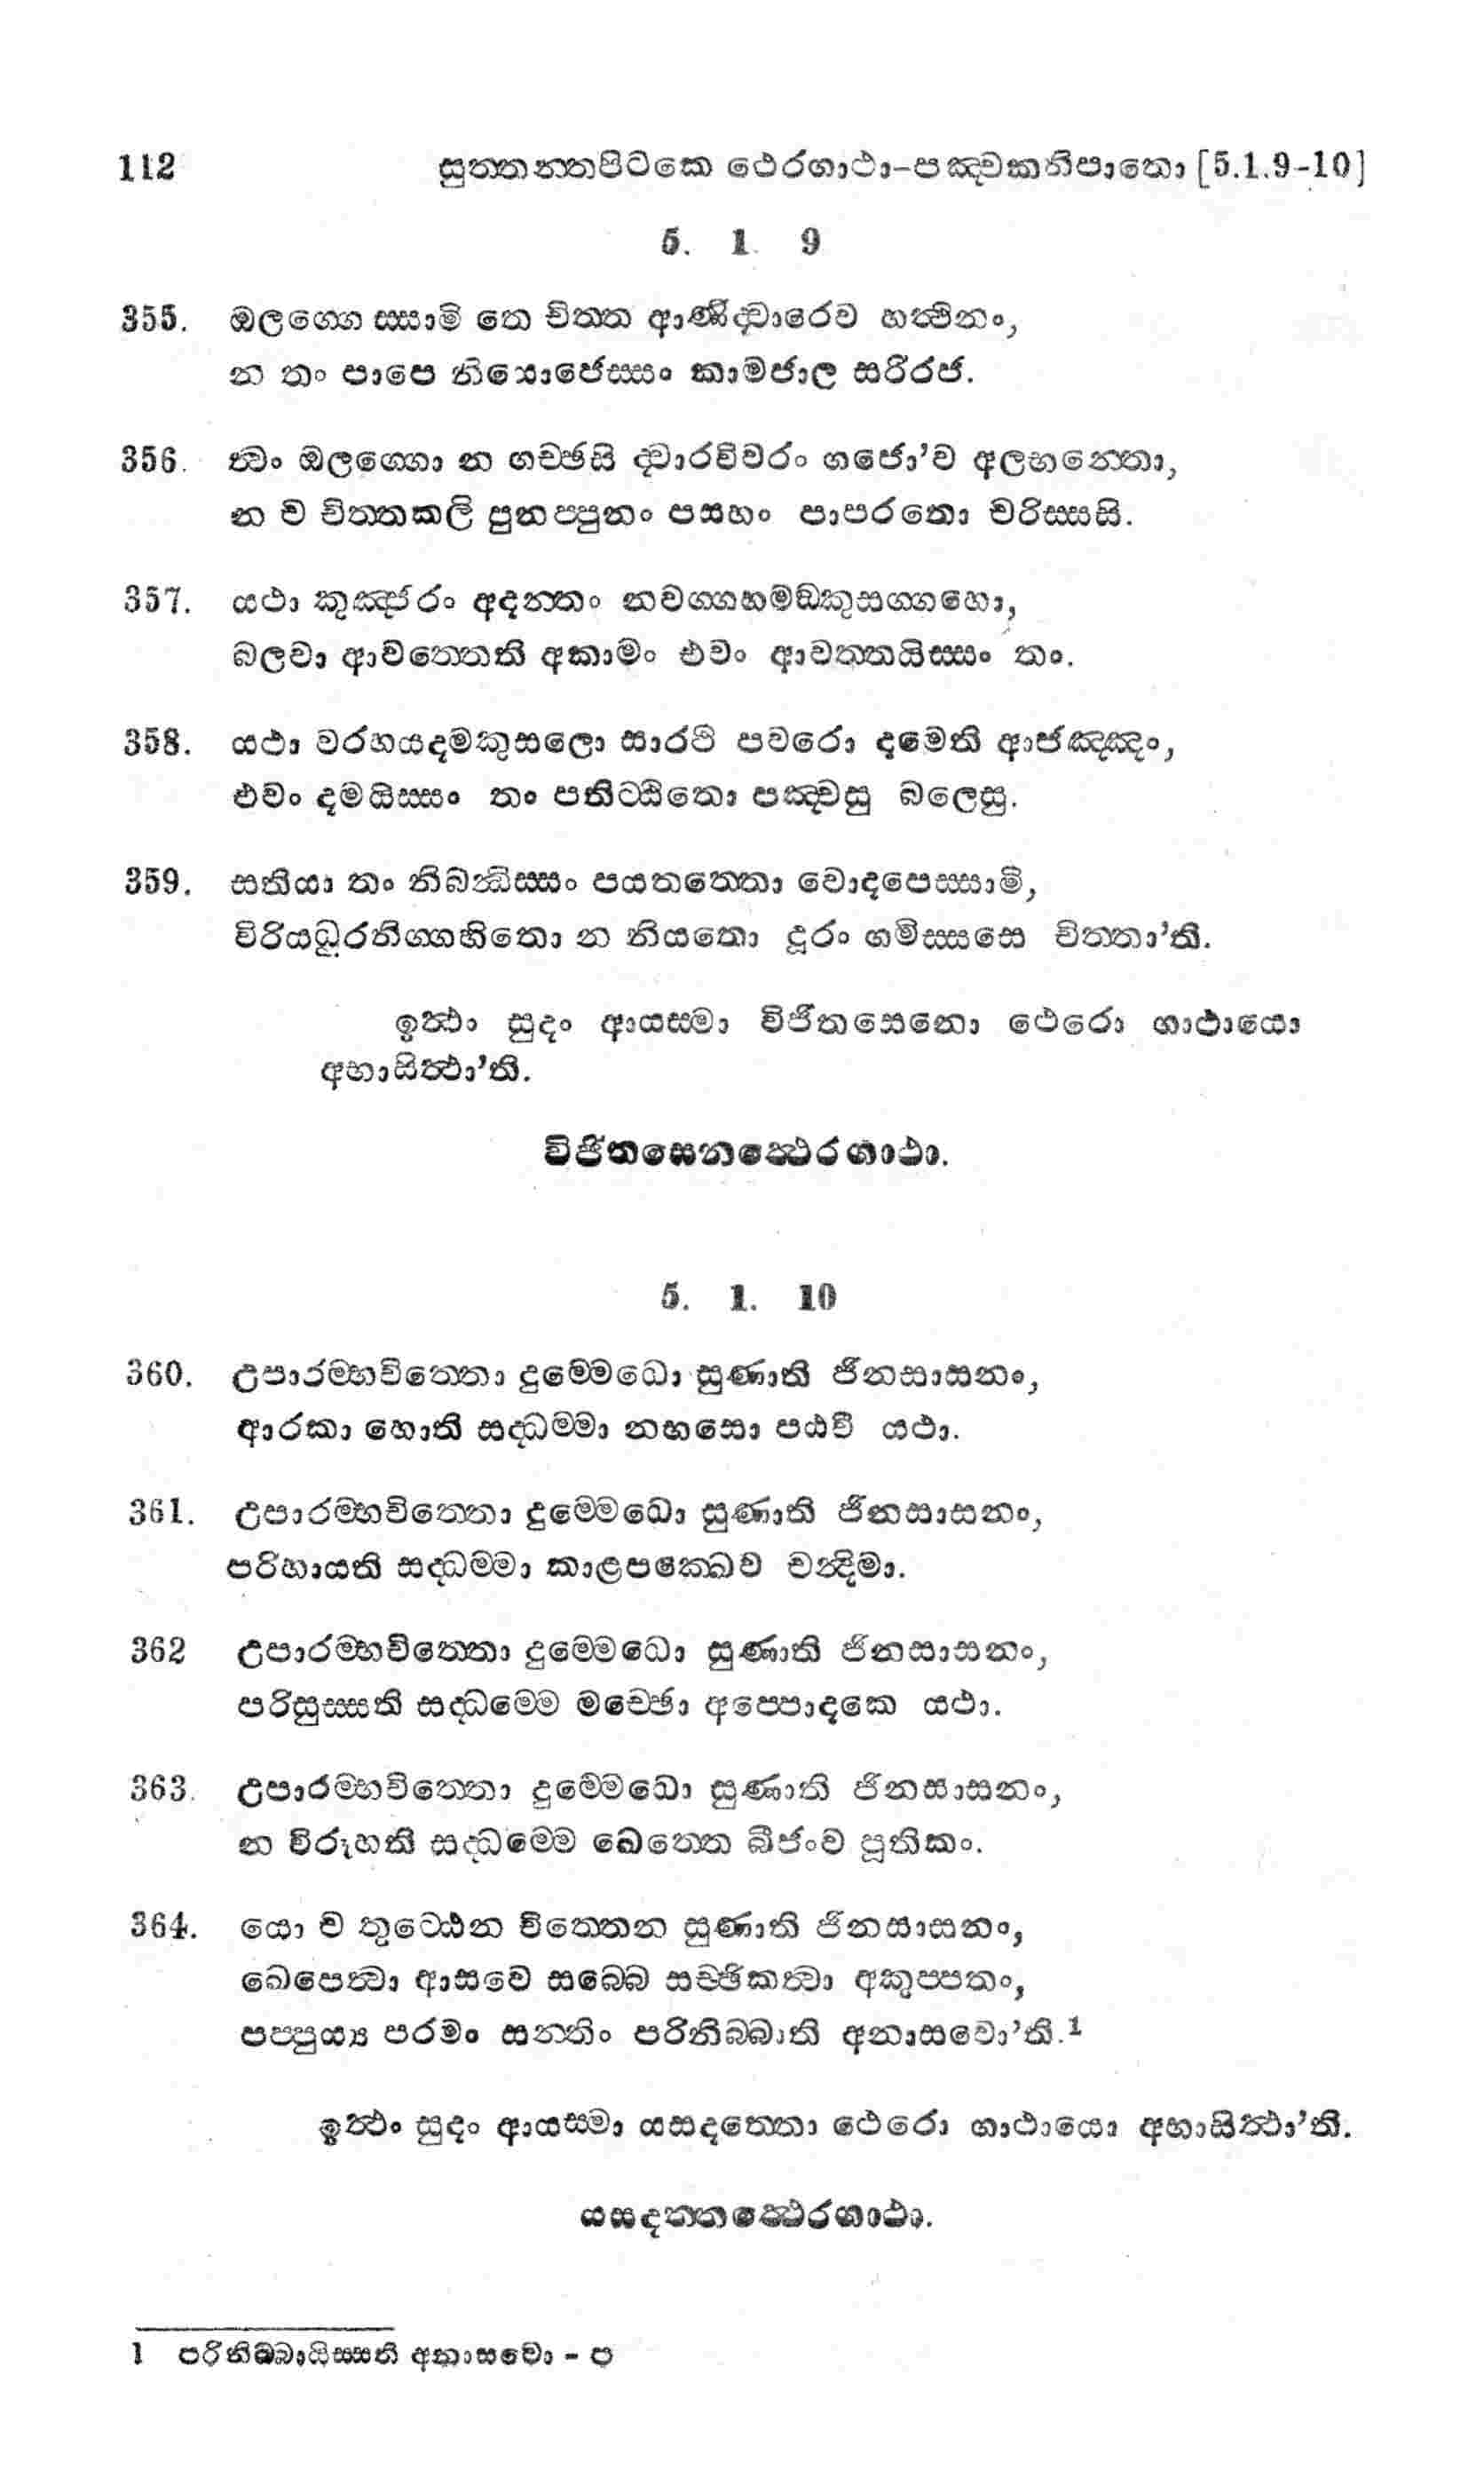 112 සුත්තන්තපිටකෙ ථෙරගාථා-පඤ්චකනිපාතො [5.1.9-10]
5. 1. 9
355. ඔලග්ගෙස්සාමි තෙ චිත්ත ආණිද්වාරෙව හත්ථිනං,
න තං පාපෙ නියොජෙස්සං කාමජාල සරීරජ.
356. ත්වං ඔලග්ගො න ගච්ඡසි ද්වාරවිවරං ගජො'ව අලභන්තො,
න ච චිත්තකලි පුනප්පුනං පසහං පාපරතො චරිස්සසි.
357. යථා කුඤ්ජරං අදන්තං නවග්ගහමඞ්කුසග්ගහො,
බලවා ආවත්තෙති අකාමං එවං ආවත්තයිස්සං තං.
358. යථා වරහයදමකුසලො සාරථි පවරො දමෙති ආජඤ්ඤං,
එවං දමයිස්සං තං පතිට්ඨිතො පඤ්චසු බලෙසු.
359. සතියා තං නිබන්ධිස්සං පයතත්තො වොදපෙස්සාමි,
විරියධුරනිග්ගහිතො න නියතො දූරං ගමිස්සසෙ චිත්තා'ති.
ඉත්ථං සුදං ආයස්මා විජිතසෙනො ථෙරො ගාථායො
අභාසිත්ථා'ති.
විජිතසෙනත්ථෙරගාථා.
5. 1. 10
360. උපාරම්භචිත්තො දුම්මෙධො සුණාති ජිනසාසනං,
ආරකා හොති සද්ධම්මා නභසො පඨවී යථා.
361. උපාරම්භචිත්තො දුම්මෙධො සුණාති ජිනසාසනං,
පරිහායති සද්ධම්මා කාළපක්ඛෙව චන්දිමා.
362 උපාරම්භචිත්තො දුම්මෙධො සුණාති ජිනසාසනං,
පරිසුස්සති සද්ධම්මෙ මච්ඡො අප්පොදකෙ යථා.
363. උපාරම්භචිත්තො දුම්මෙධො සුණාති ජිනසාසනං,
න විරූහති සද්ධම්මෙ ඛෙත්තෙ බීජංව පූතිකං.
364. යො ච තුට්ඨෙන චිත්තෙන සුණාති ජිනසාසනං,
ඛෙපෙත්වා ආසවෙ සබ්බෙ සච්ඡිකත්වා අකුප්පතං,
පප්පුය්‍ය පරමං සන්තිං පරිනිබ්බාති අනාසවො'ති.¹
ඉත්ථං සුදං ආයස්මා යසදත්තො ථෙරො ගාථායො අභාසිත්ථා'ති.
යසදත්තත්ථෙරගාථා.
1 පරිනිබ්බායිස්සති අනාසවො - ප